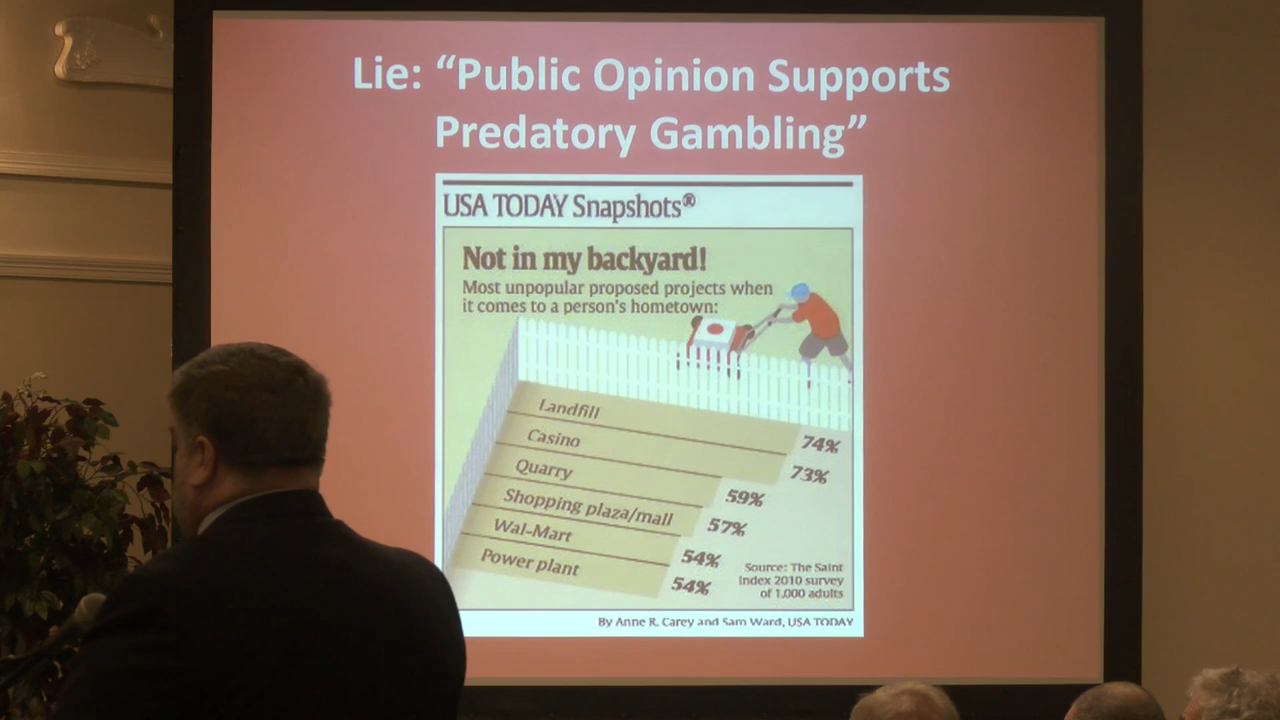 Lie: “Public Opinion Supports
Predatory Gambling”
USA TODAY Snapshots®
Not in my backyard!
Most unpopular proposed projects when
it comes to a person's hometown:
Landfill 74%
Casino 73%
Quarry 59%
Shopping plaza/mall 57%
Wal-Mart 54%
Power plant 54%
Source: The Saint
Index 2010 survey
of 1,000 adults
By Anne R. Carey and Sam Ward, USA TODAY